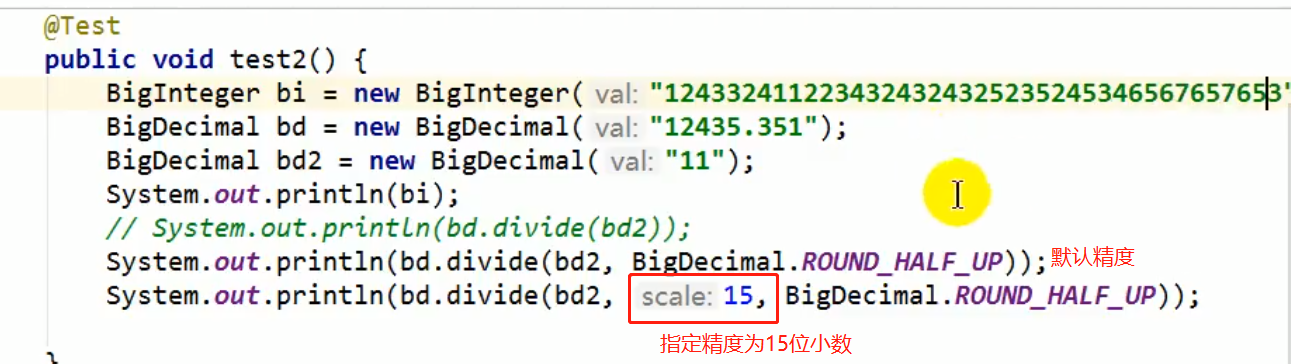 @Test
public void test2() {
BigInteger bi = new BigInteger( val: "1243324112234324324325235245346567657653"
BigDecimal bd = new BigDecimal( val: "12435.351");
BigDecimal bd2 = new BigDecimal( val: "11");
System.out.println(bi);
// System.out.println(bd.divide(bd2));
System.out.println(bd.divide(bd2, BigDecimal.ROUND_HALF_UP)); 默认精度
System.out.println(bd.divide(bd2, scale: 15, BigDecimal.ROUND_HALF_UP));
指定精度为15位小数
}